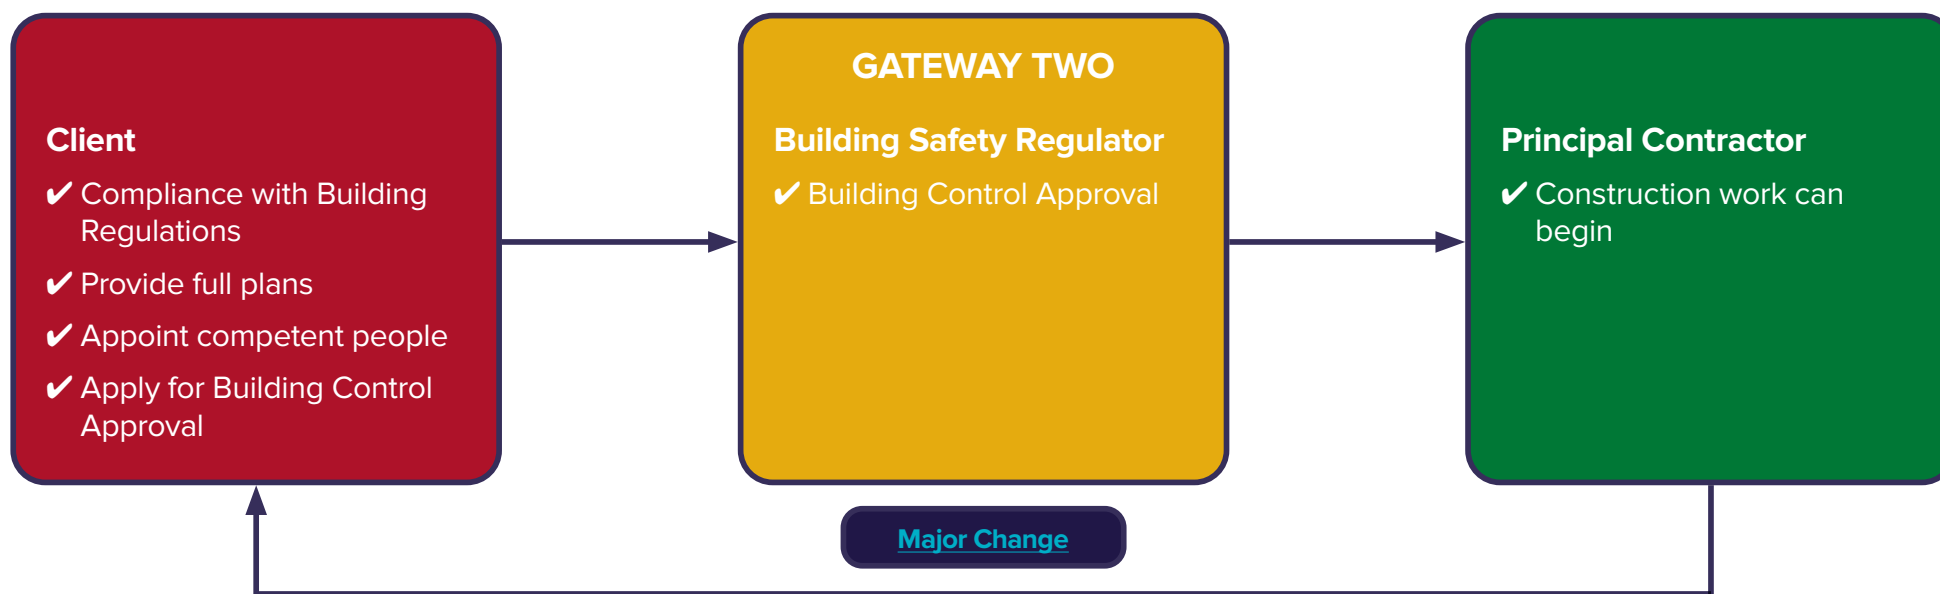 Client
✔ Compliance with Building
Regulations
✔ Provide full plans
✔ Appoint competent people
✔ Apply for Building Control
Approval
GATEWAY TWO
Building Safety Regulator
✔ Building Control Approval
Principal Contractor
✔ Construction work can
begin
Major Change